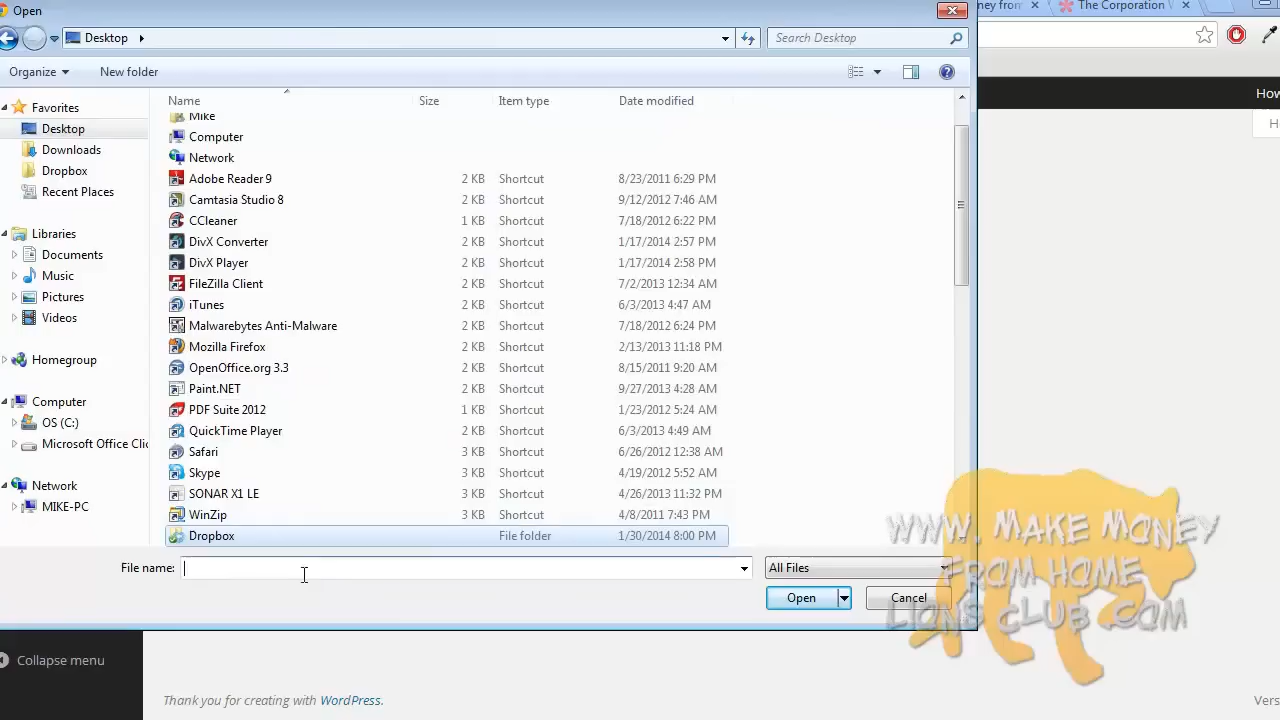 Open
ney from
The Corporation
Desktop
Search Desktop
Organize
New folder
How
Name
Size
Item type
Date modified
Favorites
Desktop
Downloads
Dropbox
Recent Places
Libraries
Documents
Music
Pictures
Videos
Homegroup
Computer
OS (C:)
Microsoft Office Clic
Network
MIKE-PC
Mike
Computer
Network
Adobe Reader 9 2 KB Shortcut 8/23/2011 6:29 PM
Camtasia Studio 8 2 KB Shortcut 9/12/2012 7:46 AM
CCleaner 1 KB Shortcut 7/18/2012 6:22 PM
DivX Converter 2 KB Shortcut 1/17/2014 2:57 PM
DivX Player 2 KB Shortcut 1/17/2014 2:58 PM
FileZilla Client 2 KB Shortcut 7/2/2013 12:34 AM
iTunes 2 KB Shortcut 6/3/2013 4:47 AM
Malwarebytes Anti-Malware 2 KB Shortcut 7/18/2012 6:24 PM
Mozilla Firefox 2 KB Shortcut 2/13/2013 11:18 PM
OpenOffice.org 3.3 2 KB Shortcut 8/15/2011 9:20 AM
Paint.NET 2 KB Shortcut 9/27/2013 4:28 AM
PDF Suite 2012 1 KB Shortcut 1/23/2012 5:24 AM
QuickTime Player 2 KB Shortcut 6/3/2013 4:49 AM
Safari 3 KB Shortcut 6/26/2012 12:38 AM
Skype 3 KB Shortcut 4/19/2012 5:52 AM
SONAR X1 LE 3 KB Shortcut 4/26/2013 11:32 PM
WinZip 3 KB Shortcut 4/8/2011 7:43 PM
Dropbox File folder 1/30/2014 8:00 PM
File name:
All Files
Open
Cancel
WWW. MAKE MONEY
FROM HOME
LIONS CLUB .COM
Collapse menu
Thank you for creating with WordPress.
Vers